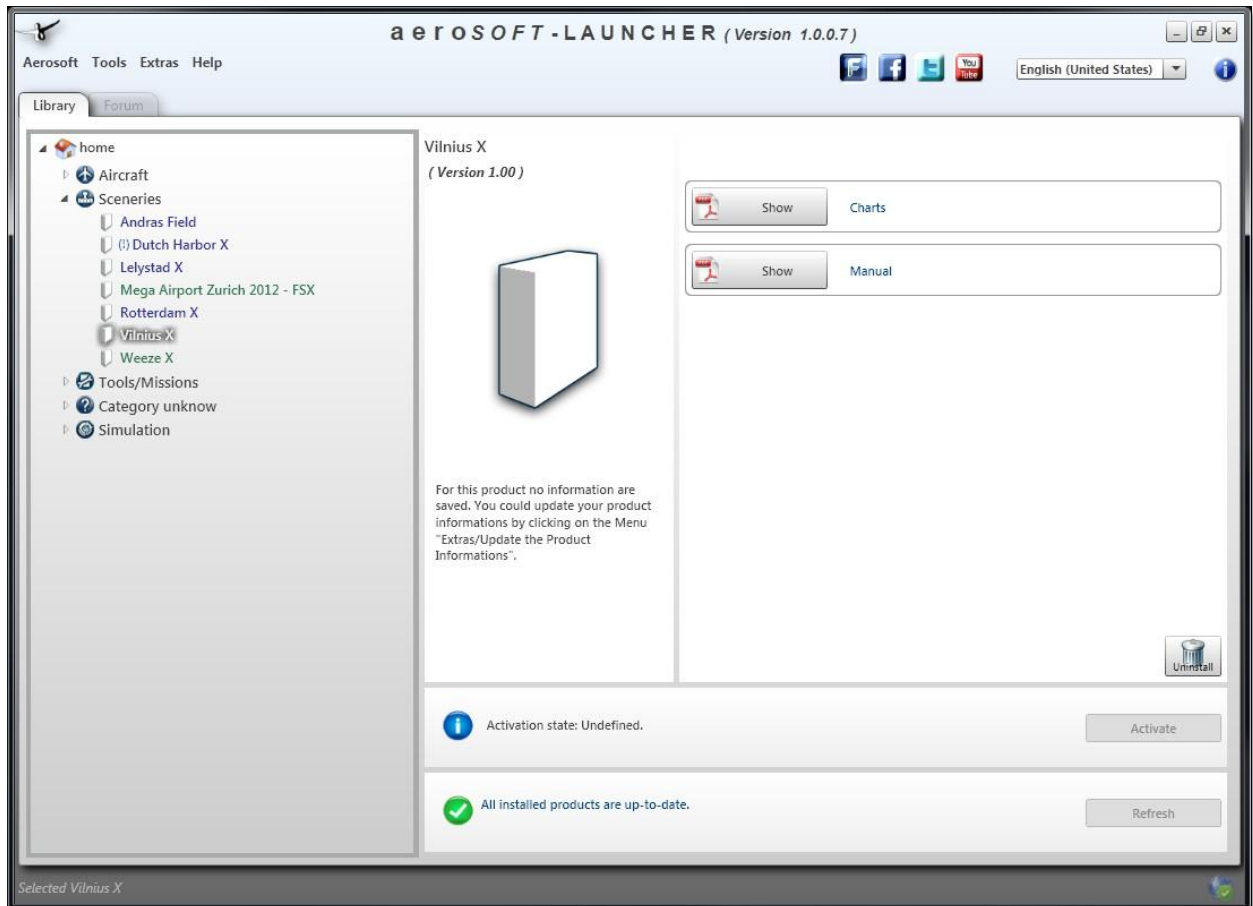 aeroSOFT-LAUNCHER (Version 1.0.0.7)
Aerosoft Tools Extras Help
F f t You Tube
English (United States)
i
Library Forum
home
Aircraft
Sceneries
Andras Field
(!) Dutch Harbor X
Lelystad X
Mega Airport Zurich 2012 - FSX
Rotterdam X
Vilnius X
Weeze X
Tools/Missions
Category unknow
Simulation
Vilnius X
( Version 1.00 )
For this product no information are
saved. You could update your product
informations by clicking on the Menu
"Extras/Update the Product
Informations".
Show Charts
Show Manual
Uninstall
Activation state: Undefined.
Activate
All installed products are up-to-date.
Refresh
Selected Vilnius X